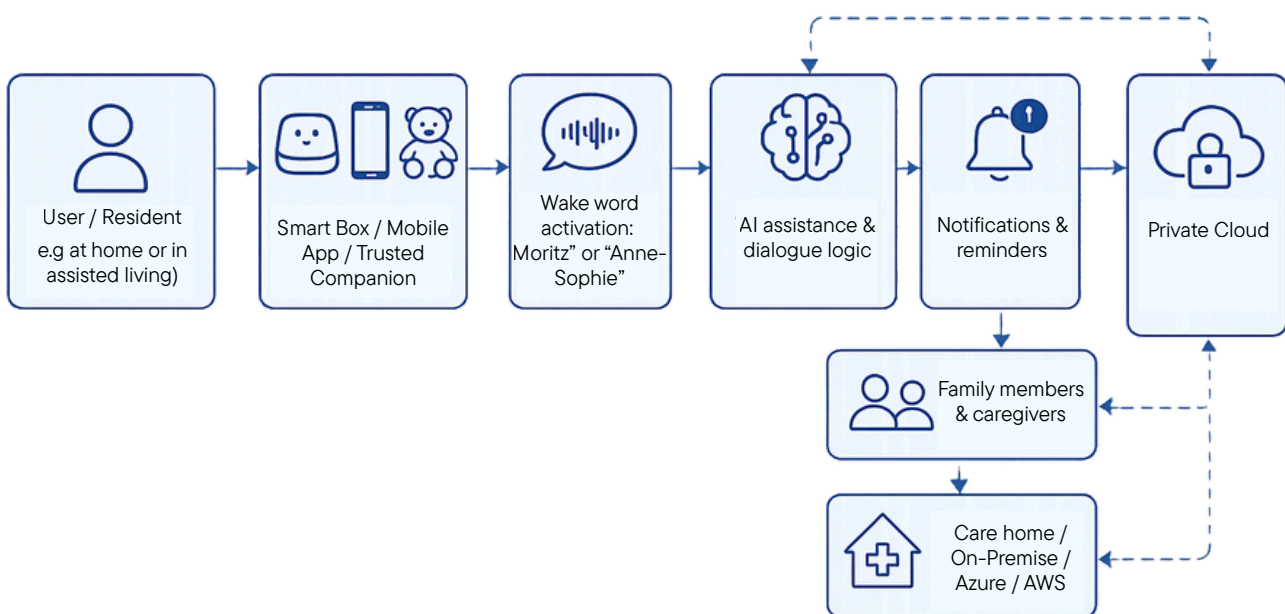 User / Resident
e.g at home or in
assisted living)
Smart Box / Mobile
App / Trusted
Companion
Wake word
activation:
Moritz” or “Anne-
Sophie”
'AI assistance &
dialogue logic
Notifications &
reminders
Private Cloud
Family members
& caregivers
Care home /
On-Premise /
Azure / AWS